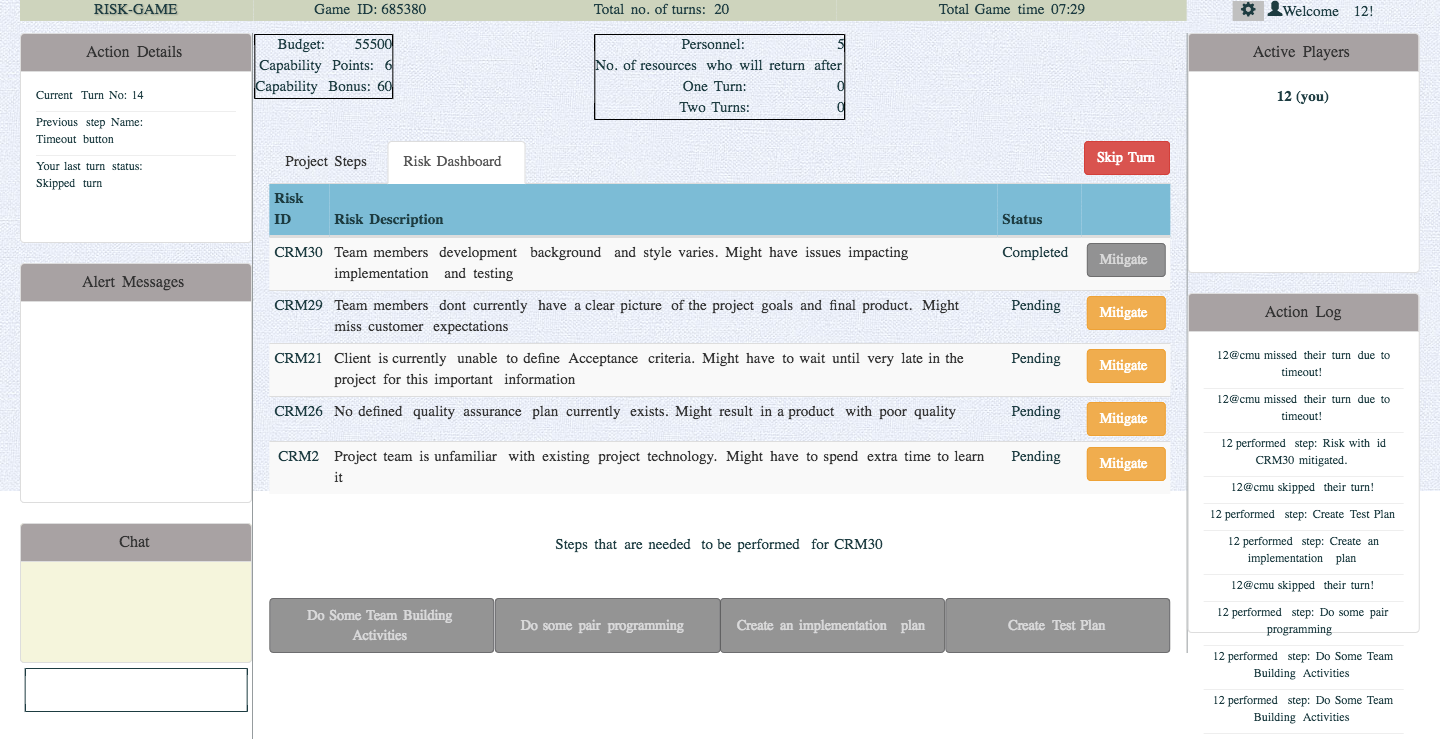 RISK-GAME
Game ID: 685380
Total no. of turns: 20
Total Game time 07:29
Welcome 12!
Action Details
Current Turn No: 14
Previous step Name:
Timeout button
Your last turn status:
Skipped turn
Alert Messages
Chat
Budget: 55500
Capability Points: 6
Capability Bonus: 60
Personnel: 5
No. of resources who will return after
One Turn: 0
Two Turns: 0
Project Steps
Risk Dashboard
Skip Turn
Risk
ID
Risk Description
Status
CRM30 Team members development background and style varies. Might have issues impacting Completed Mitigate
implementation and testing
CRM29 Team members dont currently have a clear picture of the project goals and final product. Might Pending Mitigate
miss customer expectations
CRM21 Client is currently unable to define Acceptance criteria. Might have to wait until very late in the Pending Mitigate
project for this important information
CRM26 No defined quality assurance plan currently exists. Might result in a product with poor quality Pending Mitigate
CRM2 Project team is unfamiliar with existing project technology. Might have to spend extra time to learn Pending Mitigate
it
Steps that are needed to be performed for CRM30
Do Some Team Building
Activities
Do some pair programming
Create an implementation plan
Create Test Plan
Active Players
12 (you)
Action Log
12@cmu missed their turn due to
timeout!
12@cmu missed their turn due to
timeout!
12 performed step: Risk with id
CRM30 mitigated.
12@cmu skipped their turn!
12 performed step: Create Test Plan
12 performed step: Create an
implementation plan
12@cmu skipped their turn!
12 performed step: Do some pair
programming
12 performed step: Do Some Team
Building Activities
12 performed step: Do Some Team
Building Activities